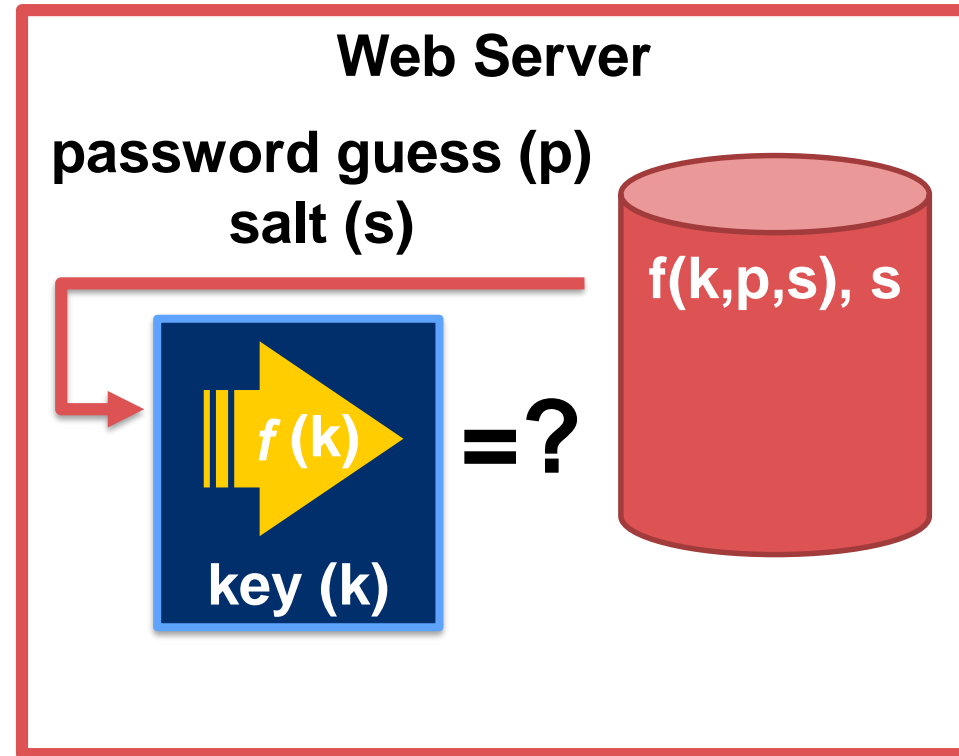 Web Server
password guess (p)
salt (s)
f(k,p,s), s
f (k)
=?
key (k)